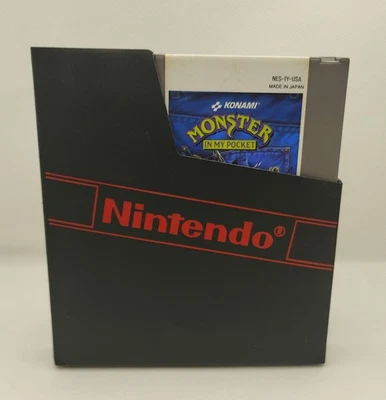 NES-TY-USA
MADE IN JAPAN
KONAMI®
MONSTER
IN MY POCKET
Nintendo®